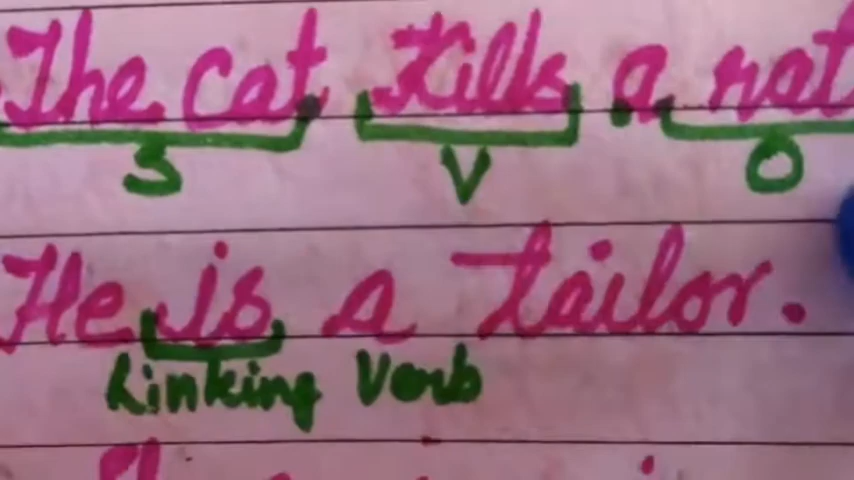 The cat kills a rat
S V O
He is a tailor.
Linking Verb